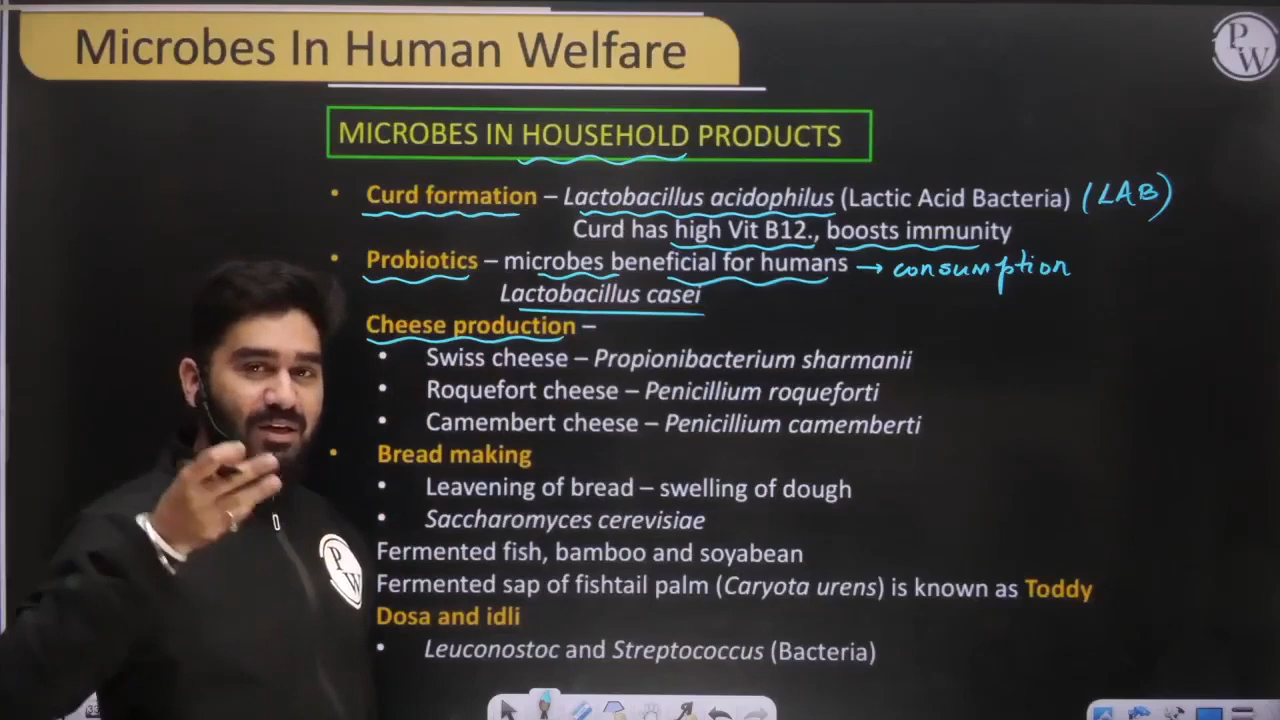 Microbes In Human Welfare
PW
MICROBES IN HOUSEHOLD PRODUCTS
• Curd formation – Lactobacillus acidophilus (Lactic Acid Bacteria) (LAB)
Curd has high Vit B12., boosts immunity
• Probiotics – microbes beneficial for humans → consumption
Lactobacillus casei
Cheese production –
• Swiss cheese – Propionibacterium sharmanii
• Roquefort cheese – Penicillium roqueforti
• Camembert cheese – Penicillium camemberti
• Bread making
• Leavening of bread – swelling of dough
• Saccharomyces cerevisiae
Fermented fish, bamboo and soyabean
PW
Fermented sap of fishtail palm (Caryota urens) is known as Toddy
Dosa and idli
• Leuconostoc and Streptococcus (Bacteria)